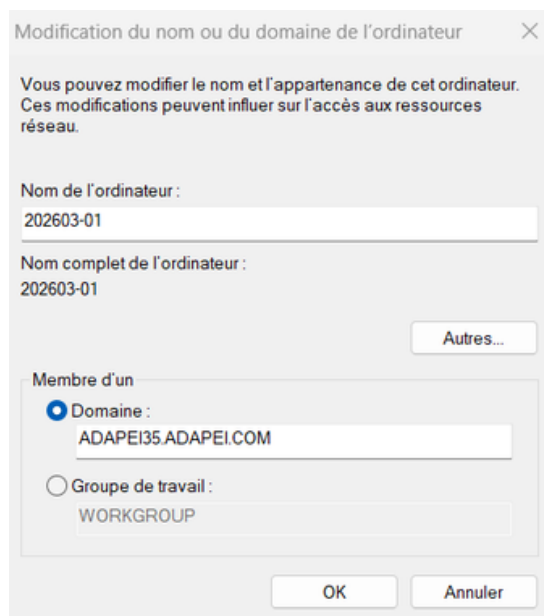 Modification du nom ou du domaine de l'ordinateur
Vous pouvez modifier le nom et l'appartenance de cet ordinateur.
Ces modifications peuvent influer sur l'accès aux ressources
réseau.
Nom de l'ordinateur :
202603-01
Nom complet de l'ordinateur :
202603-01
Autres...
Membre d'un
Domaine :
ADAPEI35.ADAPEI.COM
Groupe de travail :
WORKGROUP
OK Annuler